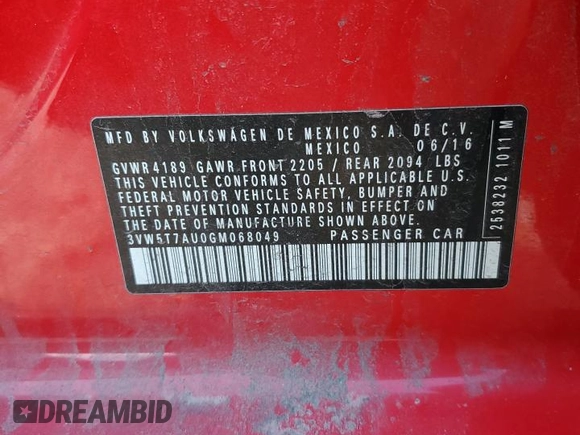 MFD BY VOLKSWAGEN DE MEXICO S.A. DE C.V.
MEXICO 06/16
GVWR 4189 GAWR FRONT 2205 / REAR 2094 LBS
THIS VEHICLE CONFORMS TO ALL APPLICABLE U.S.
FEDERAL MOTOR VEHICLE SAFETY, BUMPER AND
THEFT PREVENTION STANDARDS IN EFFECT ON
THE DATE OF MANUFACTURE SHOWN ABOVE.
3VW5T7AU0GM068049 PASSENGER CAR
2538232 1011 M
DREAMBID